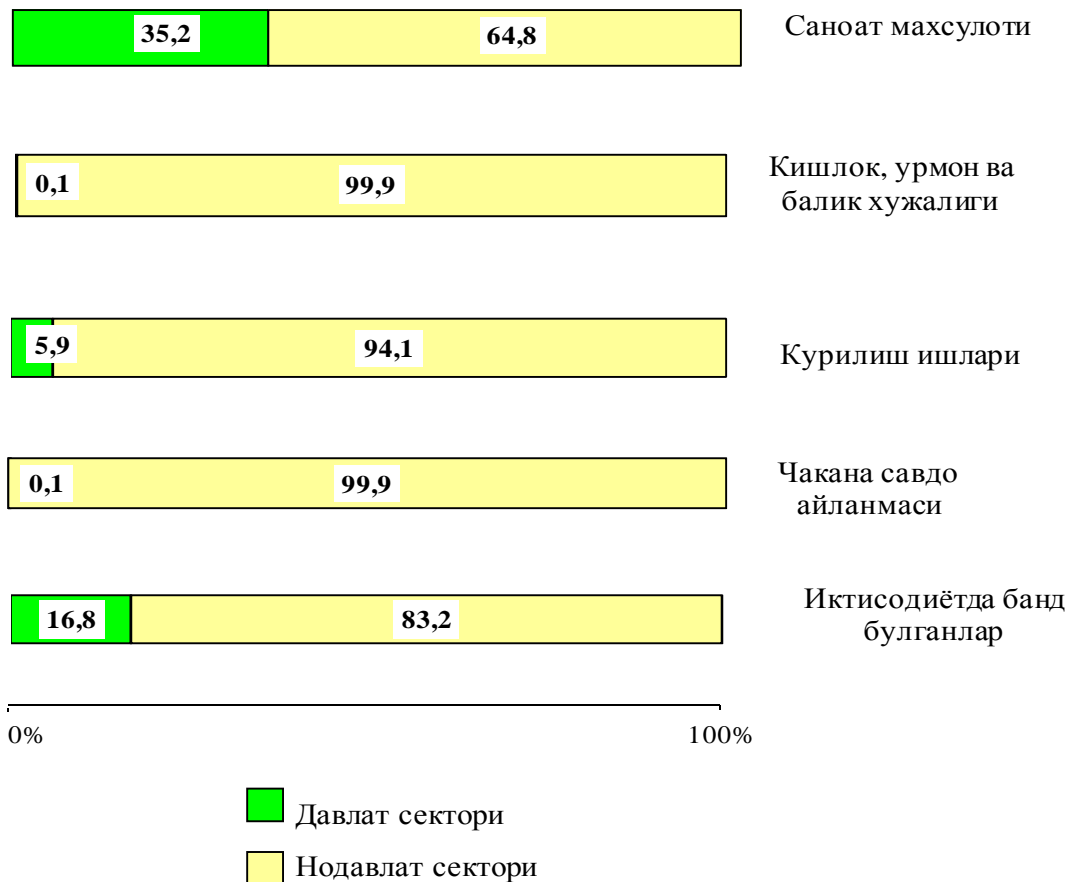 35,2 64,8 Саноат махсулоти
0,1 99,9 Кишлок, урмон ва
балик хужалиги
5,9 94,1 Курилиш ишлари
0,1 99,9 Чакана савдо
айланмаси
16,8 83,2 Иктисодиётда банд
булганлар
0% 100%
Давлат сектори
Нодавлат сектори